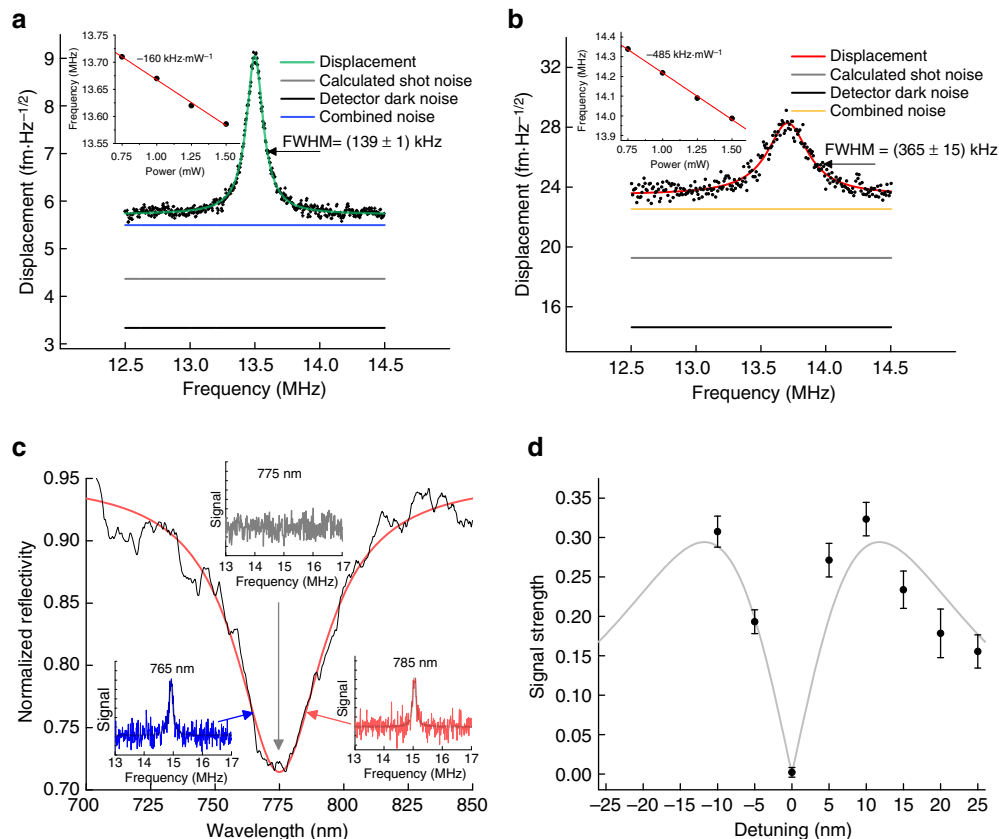 a
9
8
7
6
5
4
3
Displacement (fm·Hz⁻¹/²)
12.5 13.0 13.5 14.0 14.5
Frequency (MHz)
13.75
13.70
13.65
13.60
13.55
Frequency (MHz)
0.75 1.00 1.25 1.50
Power (mW)
−160 kHz·mW⁻¹
Displacement
Calculated shot noise
Detector dark noise
Combined noise
FWHM= (139 ± 1) kHz
b
32
28
24
20
16
Displacement (fm·Hz⁻¹/²)
12.5 13.0 13.5 14.0 14.5
Frequency (MHz)
14.3
14.2
14.1
14.0
13.9
Frequency (MHz)
0.75 1.00 1.25 1.50
Power (mW)
−485 kHz·mW⁻¹
Displacement
Calculated shot noise
Detector dark noise
Combined noise
FWHM = (365 ± 15) kHz
c
0.95
0.90
0.85
0.80
0.75
0.70
Normalized reflectivity
700 725 750 775 800 825 850
Wavelength (nm)
775 nm
Signal
13 14 15 16 17
Frequency (MHz)
765 nm
Signal
13 14 15 16 17
Frequency (MHz)
785 nm
Signal
13 14 15 16 17
Frequency (MHz)
d
0.35
0.30
0.25
0.20
0.15
0.10
0.05
0.00
Signal strength
−25 −20 −15 −10 −5 0 5 10 15 20 25
Detuning (nm)